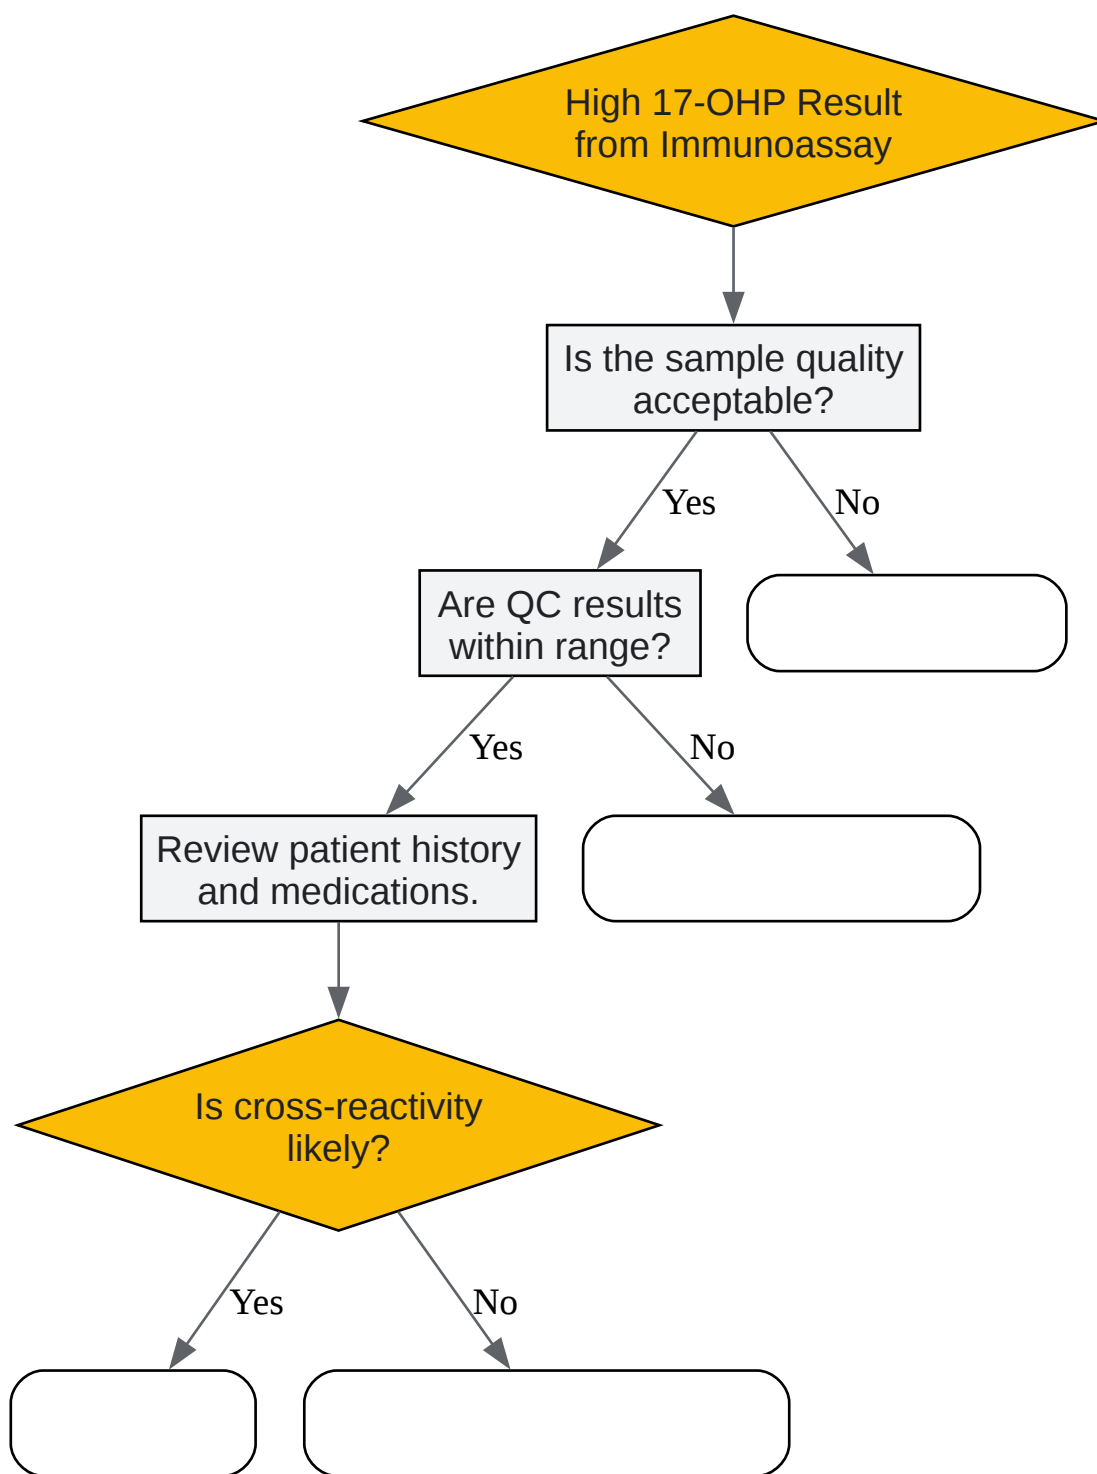 High 17-OHP Result
from Immunoassay
Is the sample quality
acceptable?
Yes
No
Are QC results
within range?
Yes
No
Review patient history
and medications.
Is cross-reactivity
likely?
Yes
No